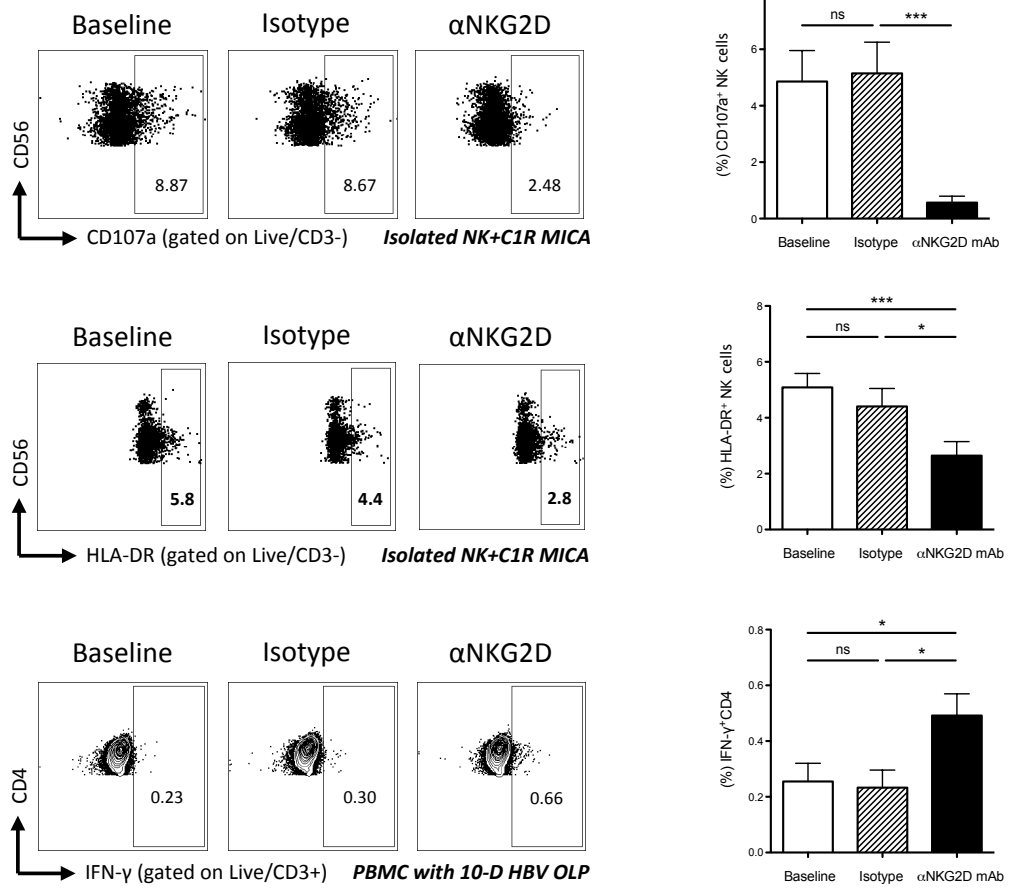 Baseline Isotype αNKG2D
CD56
8.87 8.67 2.48
CD107a (gated on Live/CD3-) Isolated NK+C1R MICA
ns ***
(%) CD107a⁺ NK cells
6
4
2
0
Baseline Isotype αNKG2D mAb
Baseline Isotype αNKG2D
CD56
5.8 4.4 2.8
HLA-DR (gated on Live/CD3-) Isolated NK+C1R MICA
***
ns *
(%) HLA-DR⁺ NK cells
8
6
4
2
0
Baseline Isotype αNKG2D mAb
Baseline Isotype αNKG2D
CD4
0.23 0.30 0.66
IFN-γ (gated on Live/CD3+) PBMC with 10-D HBV OLP
*
ns *
(%) IFN-γ⁺CD4
0.8
0.6
0.4
0.2
0.0
Baseline Isotype αNKG2D mAb